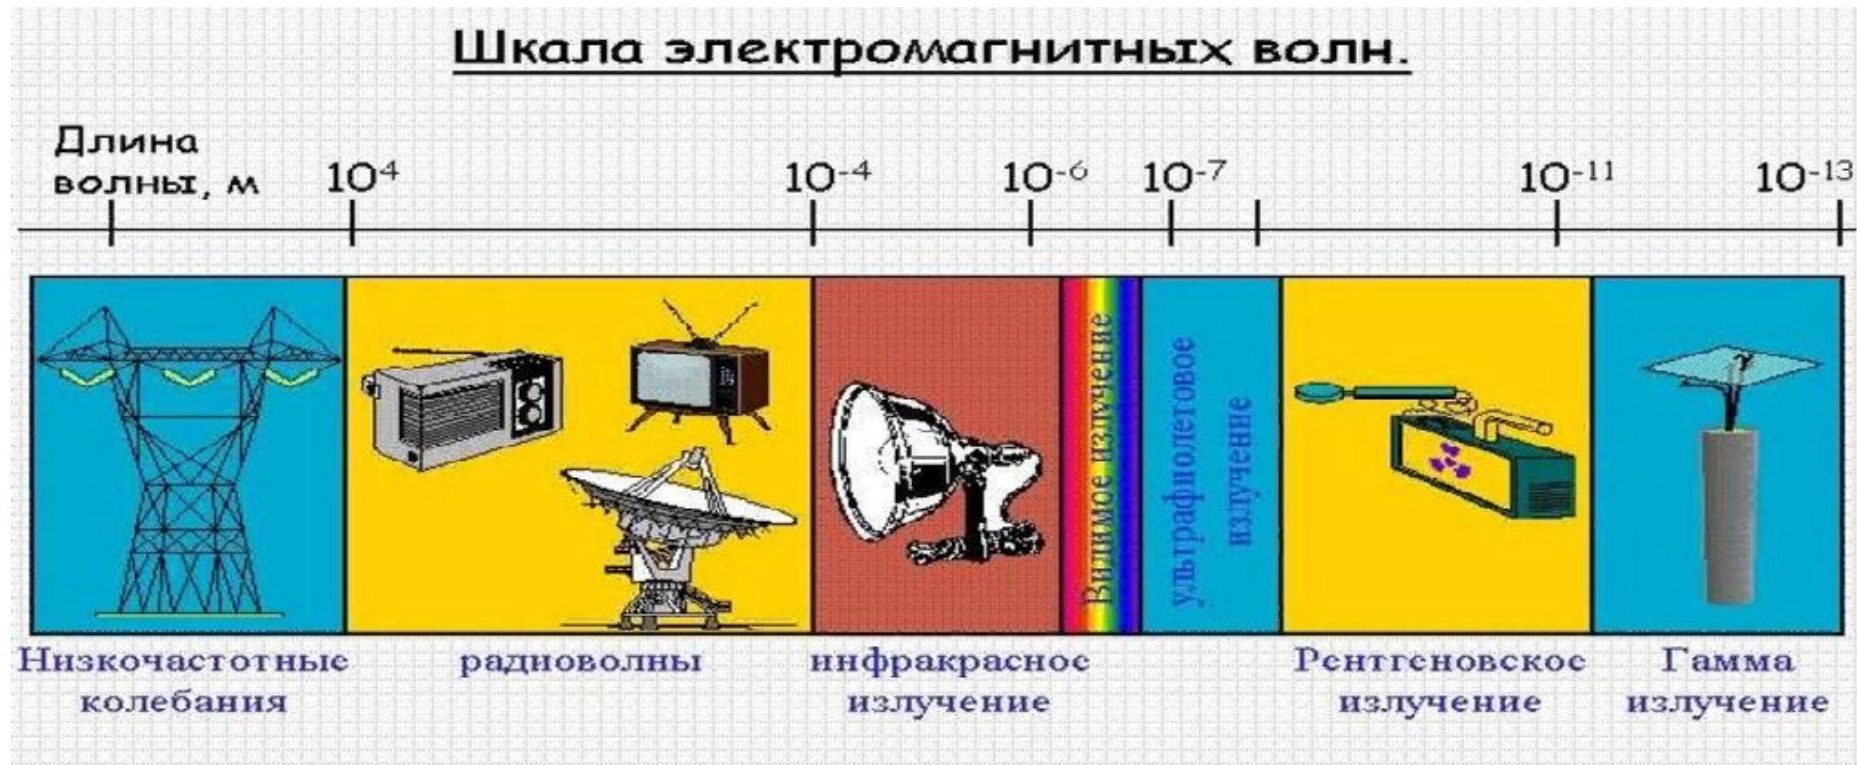 Шкала электромагнитных волн.
Длина
волны, м
10⁴
10⁻⁴
10⁻⁶
10⁻⁷
10⁻¹¹
10⁻¹³
Видимое излучение
ультрафиолетовое
излучение
Низкочастотные
колебания
радиоволны
инфракрасное
излучение
Рентгеновское
излучение
Гамма
излучение